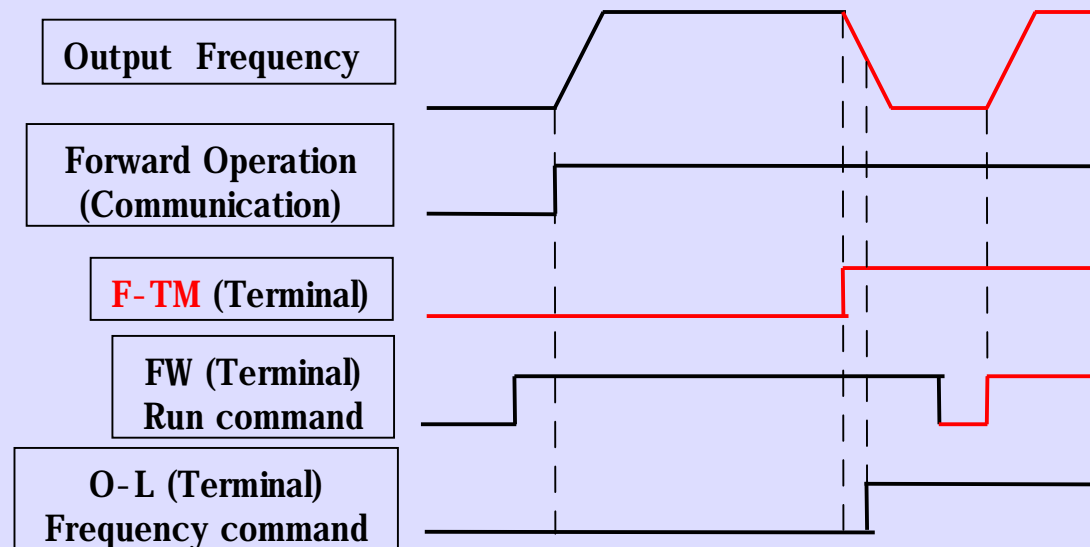 Output Frequency
Forward Operation
(Communication)
F-TM (Terminal)
FW (Terminal)
Run command
O-L (Terminal)
Frequency command